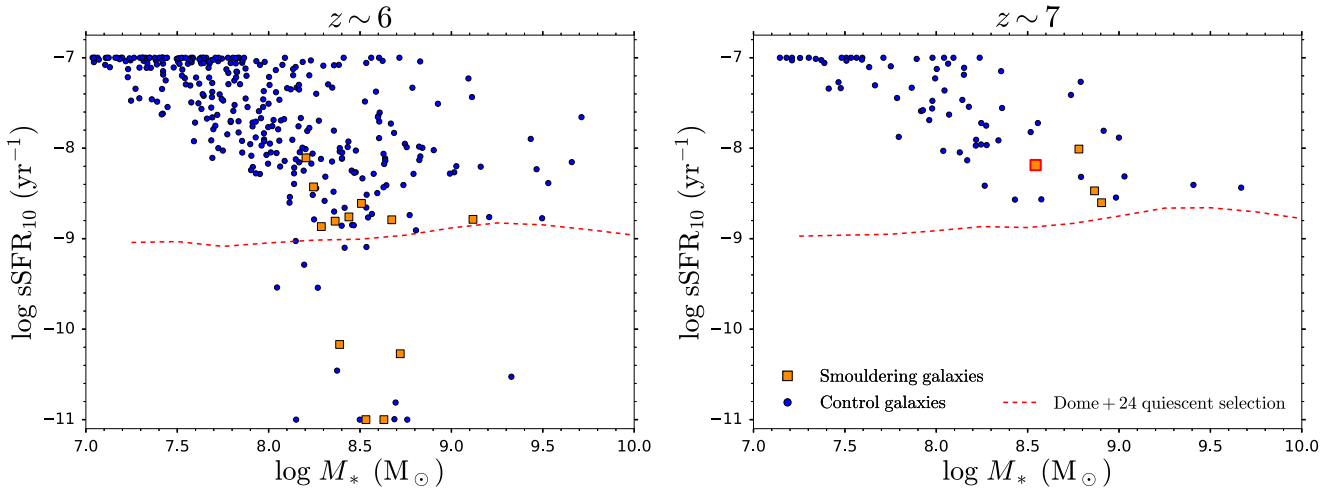 z ~ 6
z ~ 7
log sSFR₁₀ (yr⁻¹)
−7
−8
−9
−10
−11
7.0 7.5 8.0 8.5 9.0 9.5 10.0
log M* (M⊙)
log sSFR₁₀ (yr⁻¹)
−7
−8
−9
−10
−11
Smouldering galaxies
Control galaxies
Dome + 24 quiescent selection
7.0 7.5 8.0 8.5 9.0 9.5 10.0
log M* (M⊙)